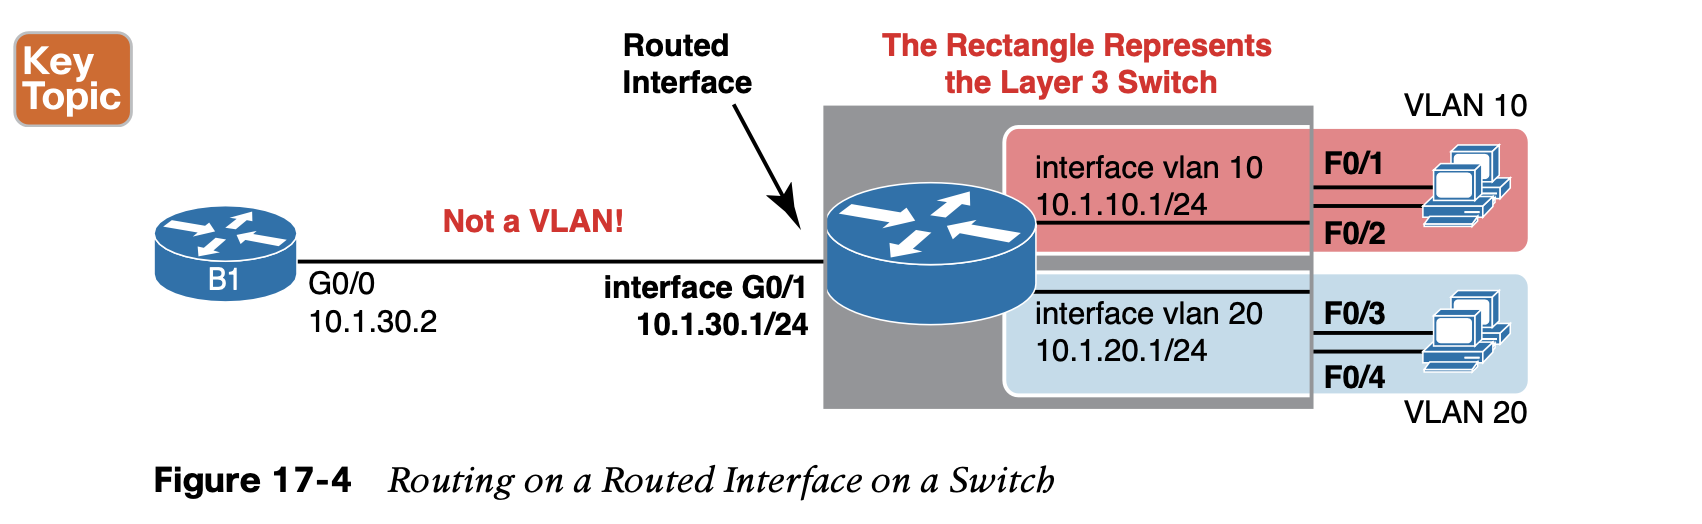 Key
Topic
Routed
Interface
The Rectangle Represents
the Layer 3 Switch
VLAN 10
interface vlan 10
10.1.10.1/24
F0/1
F0/2
Not a VLAN!
B1
G0/0
10.1.30.2
interface G0/1
10.1.30.1/24
interface vlan 20
10.1.20.1/24
F0/3
F0/4
VLAN 20
Figure 17-4 Routing on a Routed Interface on a Switch